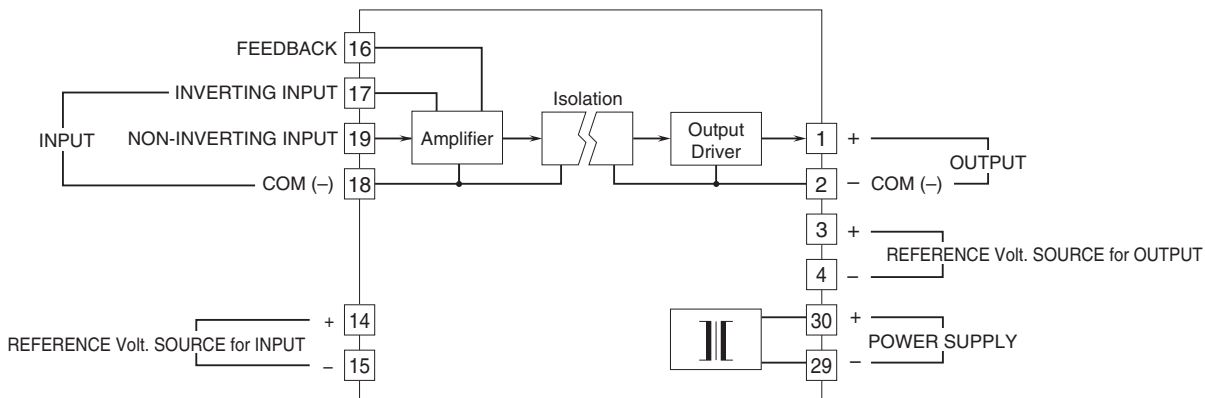 FEEDBACK 16
INVERTING INPUT 17
Isolation
INPUT
NON-INVERTING INPUT 19
Amplifier
Output
Driver
1 +
OUTPUT
COM (–) 18
2 – COM (–)
3 +
REFERENCE Volt. SOURCE for OUTPUT
4 –
+ 14
REFERENCE Volt. SOURCE for INPUT
– 15
30 +
POWER SUPPLY
29 –